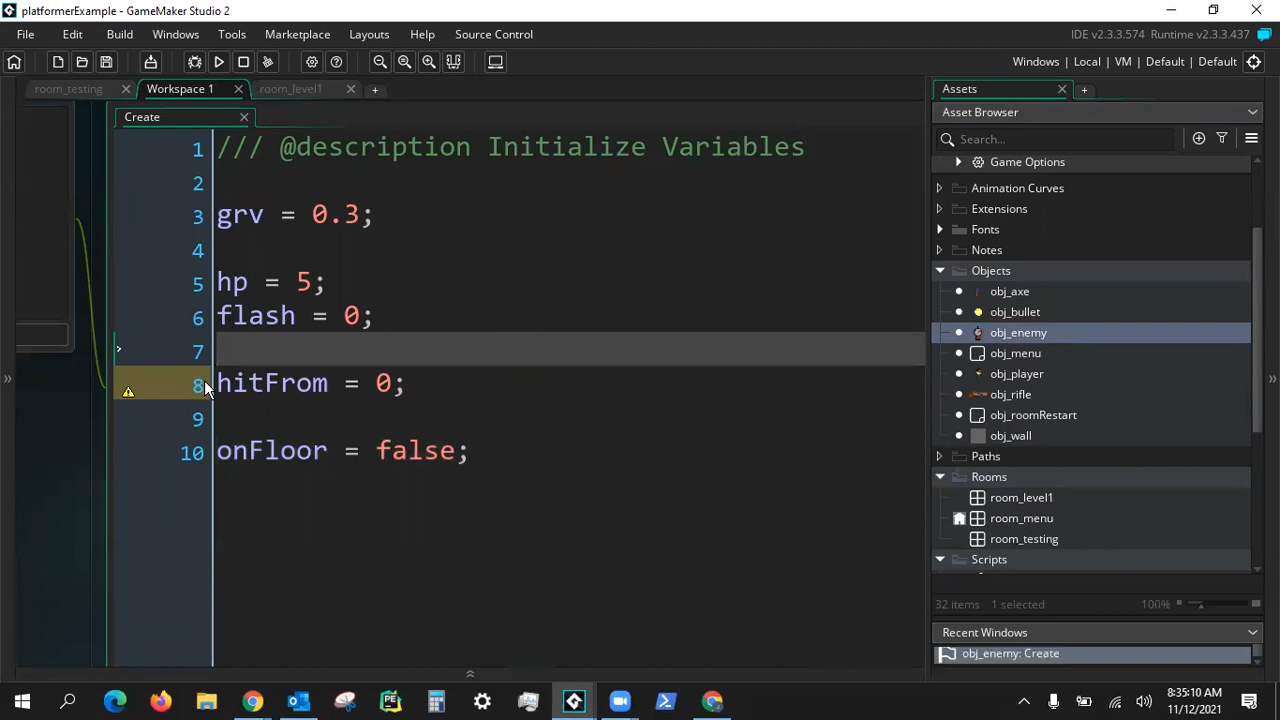 platformerExample - GameMaker Studio 2
File Edit Build Windows Tools Marketplace Layouts Help Source Control
IDE v2.3.3.574 Runtime v2.3.3.437
Windows | Local | VM | Default | Default
room_testing Workspace 1 room_level1
Create
1 /// @description Initialize Variables
2
3 grv = 0.3;
4
5 hp = 5;
6 flash = 0;
7
8 hitFrom = 0;
9
10 onFloor = false;
Assets
Asset Browser
Search...
Game Options
Animation Curves
Extensions
Fonts
Notes
Objects
obj_axe
obj_bullet
obj_enemy
obj_menu
obj_player
obj_rifle
obj_roomRestart
obj_wall
Paths
Rooms
room_level1
room_menu
room_testing
Scripts
32 items 1 selected 100%
Recent Windows
obj_enemy: Create
8:35:10 AM
11/12/2021